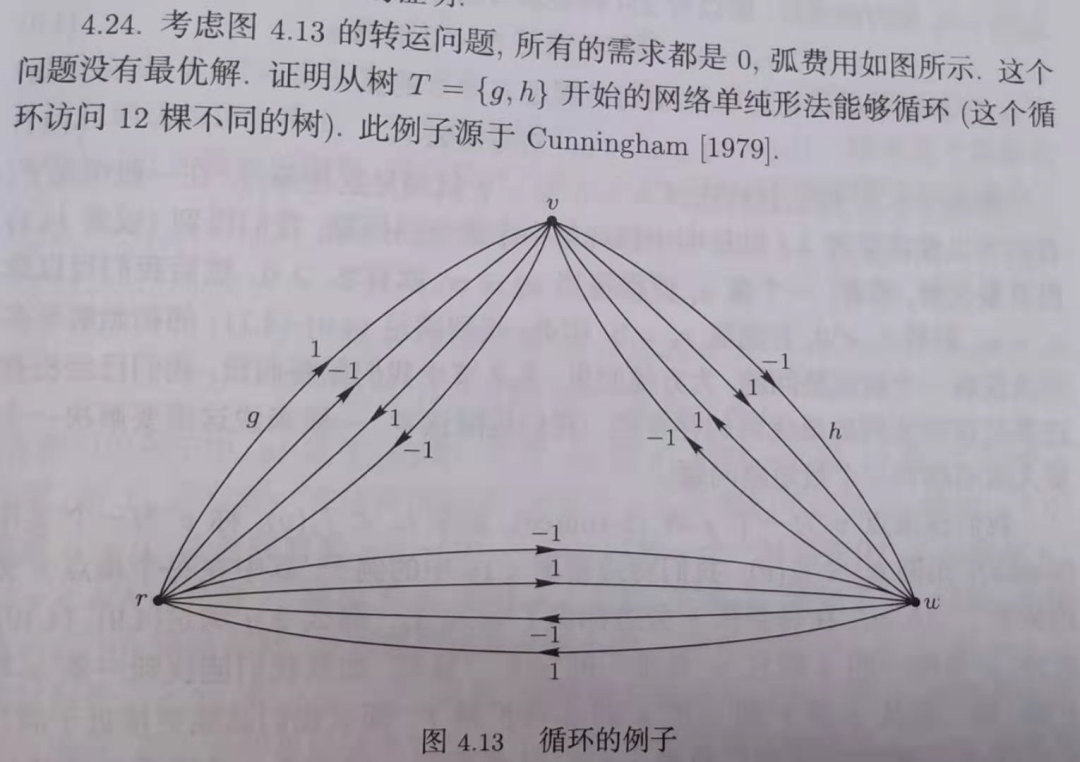 4.24. 考虑图 4.13 的转运问题, 所有的需求都是 0, 弧费用如图所示. 这个
问题没有最优解. 证明从树 T = {g, h} 开始的网络单纯形法能够循环 (这个循
环访问 12 棵不同的树). 此例子源于 Cunningham [1979].
v
1
-1
-1
1
g
1
-1
1
-1
h
-1
1
r
w
-1
1
图 4.13 循环的例子